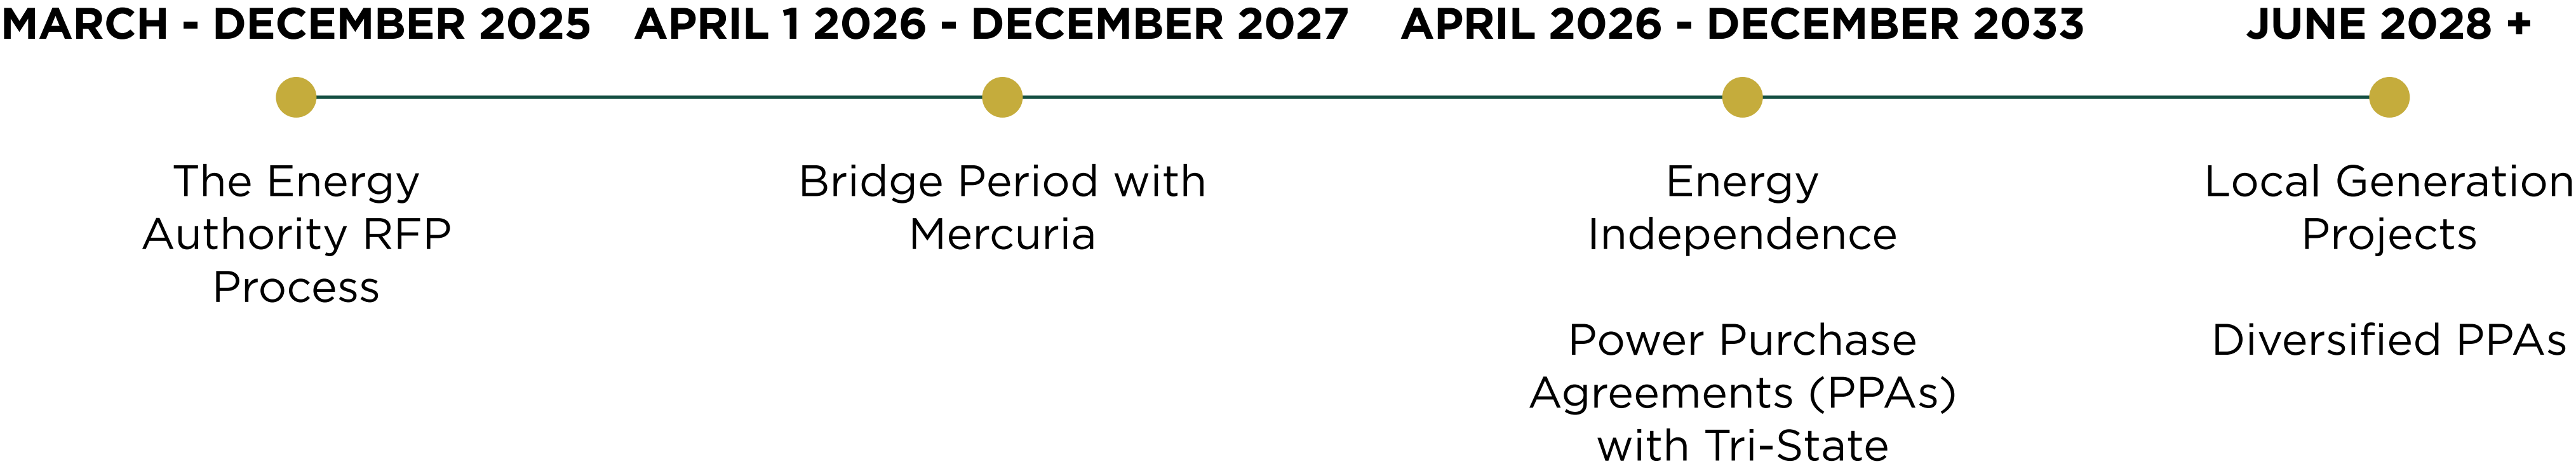 MARCH - DECEMBER 2025
The Energy
Authority RFP
Process
APRIL 1 2026 - DECEMBER 2027
Bridge Period with
Mercuria
APRIL 2026 - DECEMBER 2033
Energy
Independence
Power Purchase
Agreements (PPAs)
with Tri-State
JUNE 2028 +
Local Generation
Projects
Diversified PPAs